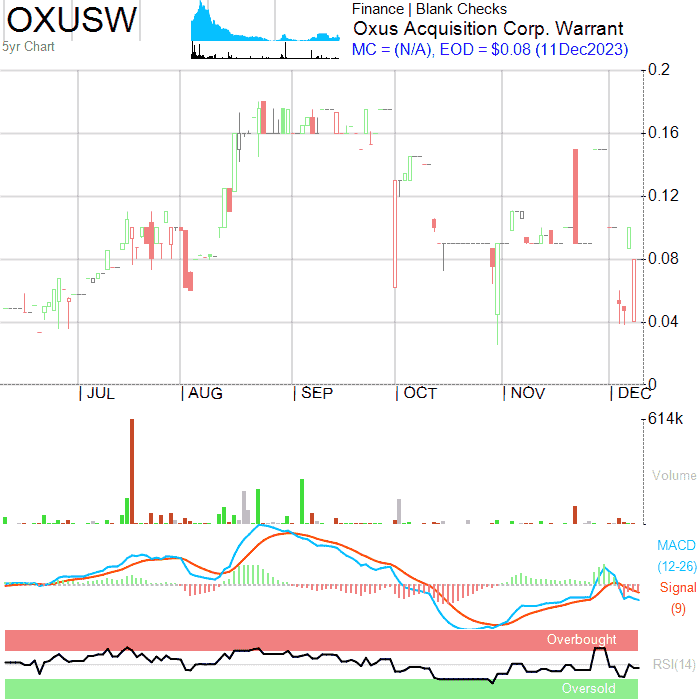 OXUSW
5yr Chart
Finance | Blank Checks
Oxus Acquisition Corp. Warrant
MC = (N/A), EOD = $0.08 (11Dec2023)
0.2
0.16
0.12
0.08
0.04
0
| JUL | AUG | SEP | OCT | NOV | DEC
614k
Volume
MACD
(12-26)
Signal
(9)
Overbought
RSI(14)
Oversold